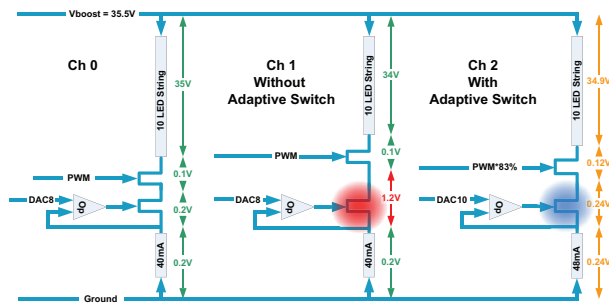 Vboost = 35.5V
Ch 0
10 LED String
35V
PWM
0.1V
DAC8
Op
0.2V
40mA
0.2V
Ch 1
Without
Adaptive Switch
10 LED String
34V
PWM
0.1V
DAC8
Op
1.2V
40mA
0.2V
Ch 2
With
Adaptive Switch
10 LED String
34.9V
PWM*83%
0.12V
DAC10
Op
0.24V
48mA
0.24V
Ground